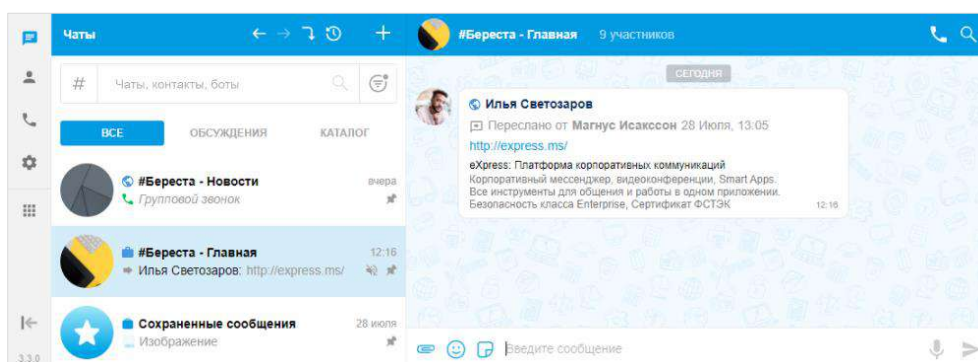 Чаты
#Береста - Главная 9 участников
# Чаты, контакты, боты
ВСЕ ОБСУЖДЕНИЯ КАТАЛОГ
#Береста - Новости вчера
Групповой звонок
#Береста - Главная 12:16
Илья Светозаров: http://express.ms/
Сохраненные сообщения 28 июля
Изображение
3.3.0
СЕГОДНЯ
Илья Светозаров
Переслано от Магнус Исакссон 28 Июля, 13:05
http://express.ms/
eXpress: Платформа корпоративных коммуникаций
Корпоративный мессенджер, видеоконференции, Smart Apps.
Все инструменты для общения и работы в одном приложении.
Безопасность класса Enterprise, Сертификат ФСТЭК 12:16
Введите сообщение